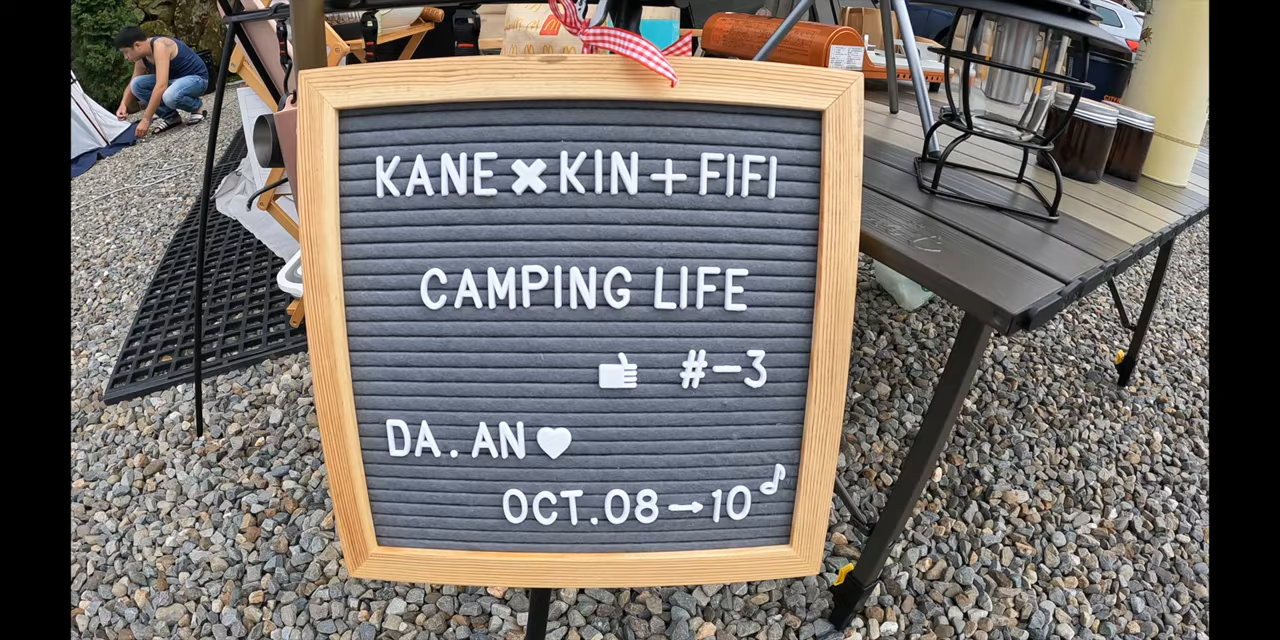 KANE ✖ KIN + FIFI
CAMPING LIFE
👍 #-3
DA. AN ♥
OCT. 08 → 10 ♪